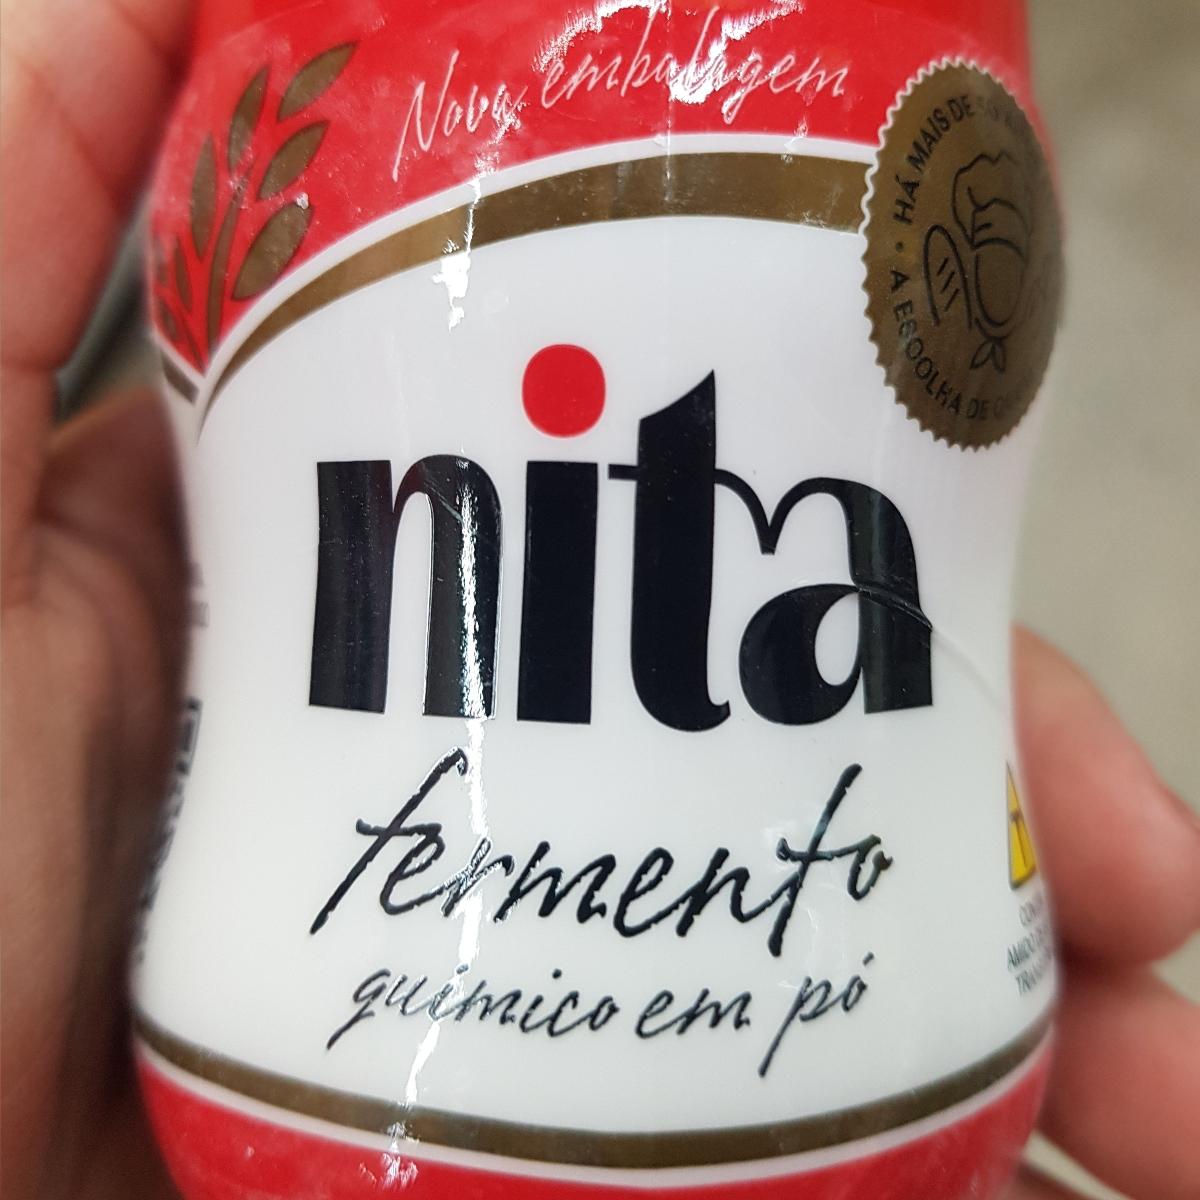 Nova embalagem
HÁ MAIS DE
A ESCOLHA DE
nita
fermento
químico em pó
T